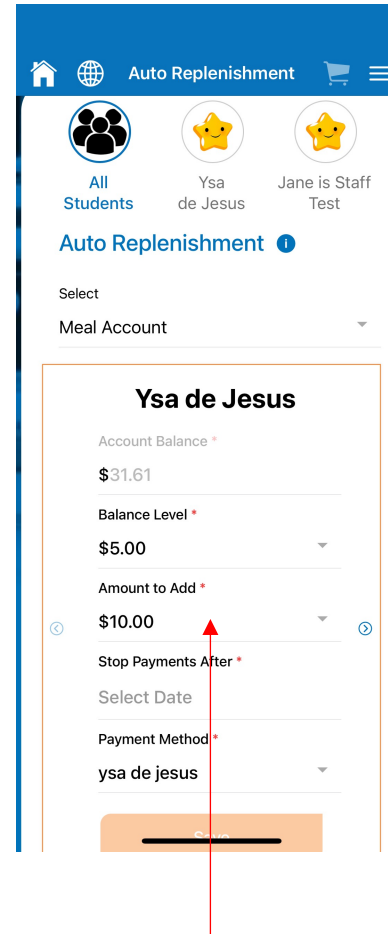 Auto Replenishment
All Students
Ysa de Jesus
Jane is Staff Test
Auto Replenishment
Select
Meal Account
Ysa de Jesus
Account Balance *
$31.61
Balance Level *
$5.00
Amount to Add *
$10.00
Stop Payments After *
Select Date
Payment Method *
ysa de jesus
Save